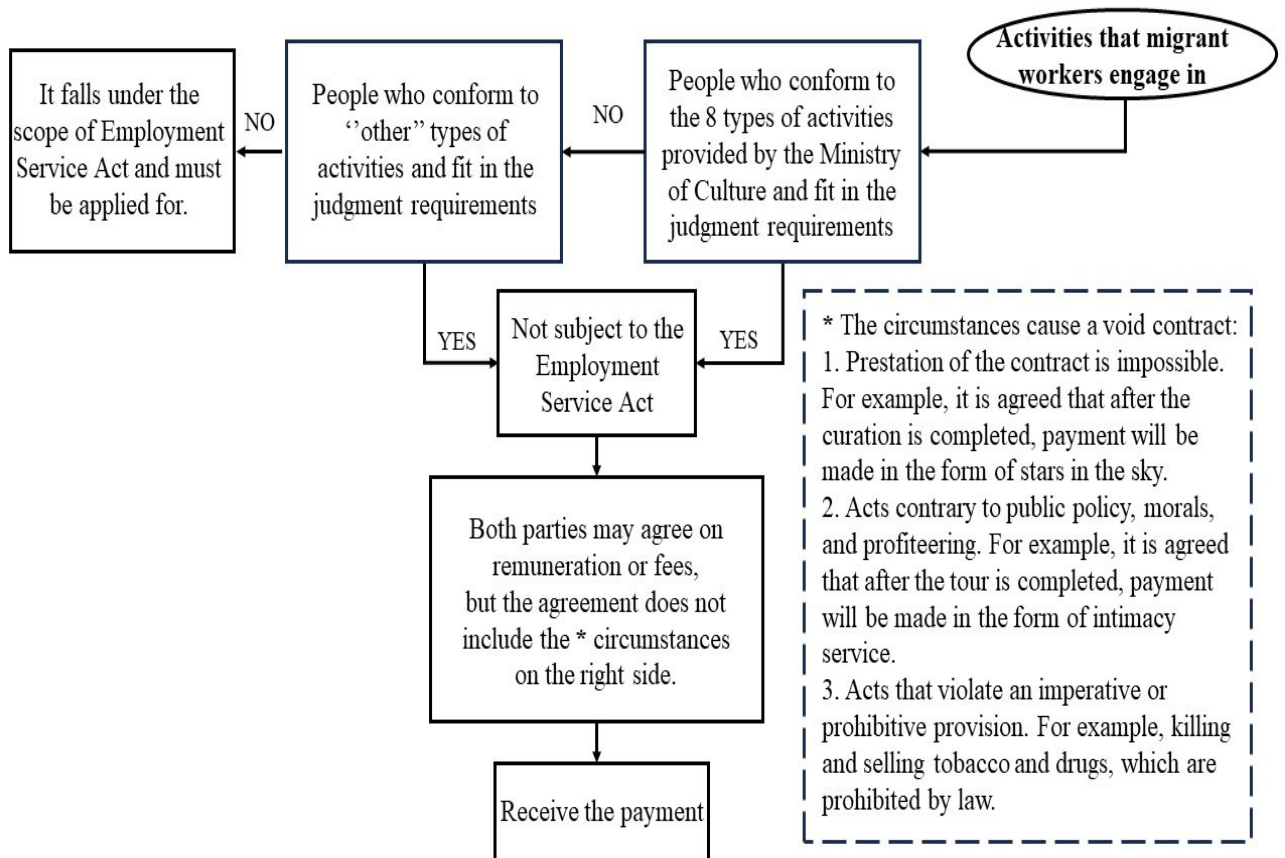 Activities that migrant
workers engage in
People who conform to
the 8 types of activities
provided by the Ministry
of Culture and fit in the
judgment requirements
NO
People who conform to
‘’other” types of
activities and fit in the
judgment requirements
NO
It falls under the
scope of Employment
Service Act and must
be applied for.
YES
YES
Not subject to the
Employment
Service Act
Both parties may agree on
remuneration or fees,
but the agreement does not
include the * circumstances
on the right side.
Receive the payment
* The circumstances cause a void contract:
1. Prestation of the contract is impossible.
For example, it is agreed that after the
curation is completed, payment will be
made in the form of stars in the sky.
2. Acts contrary to public policy, morals,
and profiteering. For example, it is agreed
that after the tour is completed, payment
will be made in the form of intimacy
service.
3. Acts that violate an imperative or
prohibitive provision. For example, killing
and selling tobacco and drugs, which are
prohibited by law.